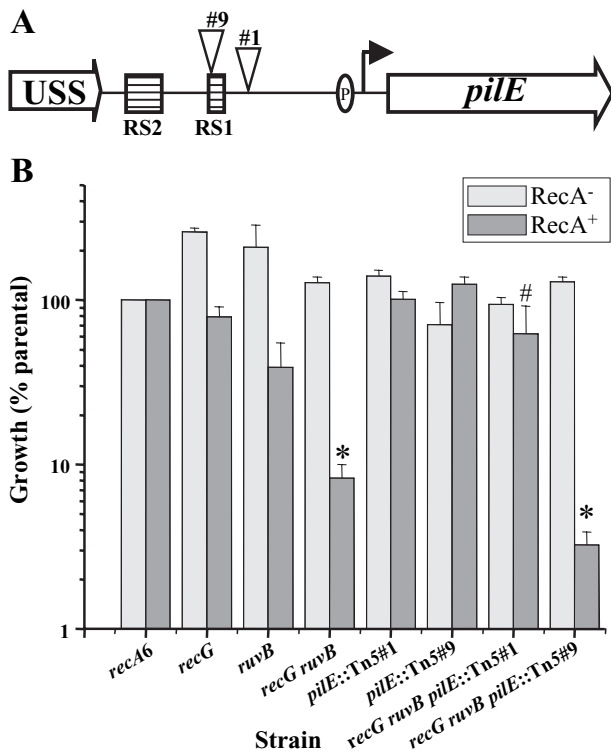 A
#9
#1
USS
RS2
RS1
P
pilE
B
RecA-
RecA+
#
*
*
100
10
1
Growth (% parental)
recA6
recG
ruvB
recG ruvB
pilE::Tn5#1
pilE::Tn5#9
recG ruvB pilE::Tn5#1
recG ruvB pilE::Tn5#9
Strain